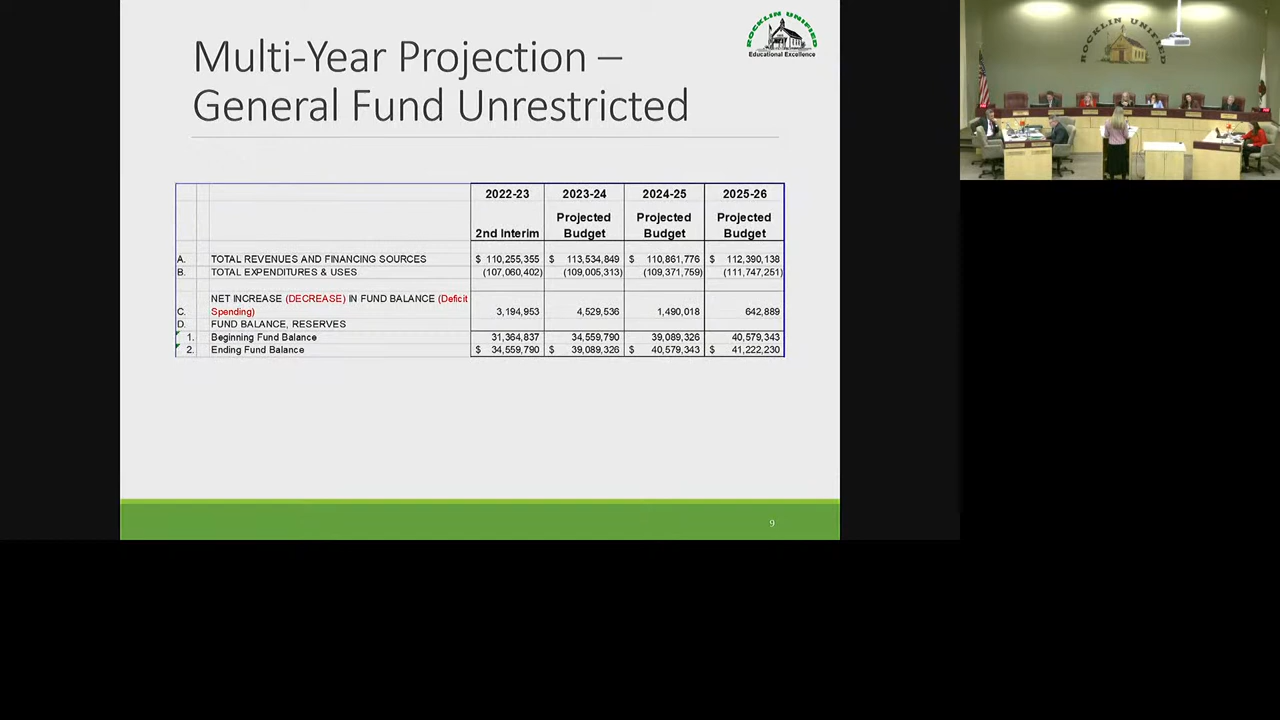 Multi-Year Projection –
General Fund Unrestricted
ROCKLIN UNIFIED
Educational Excellence
ROCKLIN UNIFIED
2022-23 2023-24 2024-25 2025-26
2nd Interim Projected Budget Projected Budget Projected Budget
A. TOTAL REVENUES AND FINANCING SOURCES $ 110,255,355 $ 113,534,849 $ 110,861,776 $ 112,390,138
B. TOTAL EXPENDITURES & USES (107,060,402) (109,005,313) (109,371,759) (111,747,251)
NET INCREASE (DECREASE) IN FUND BALANCE (Deficit
C. Spending) 3,194,953 4,529,536 1,490,018 642,889
D. FUND BALANCE, RESERVES
1. Beginning Fund Balance 31,364,837 34,559,790 39,089,326 40,579,343
2. Ending Fund Balance $ 34,559,790 $ 39,089,326 $ 40,579,343 $ 41,222,230
9